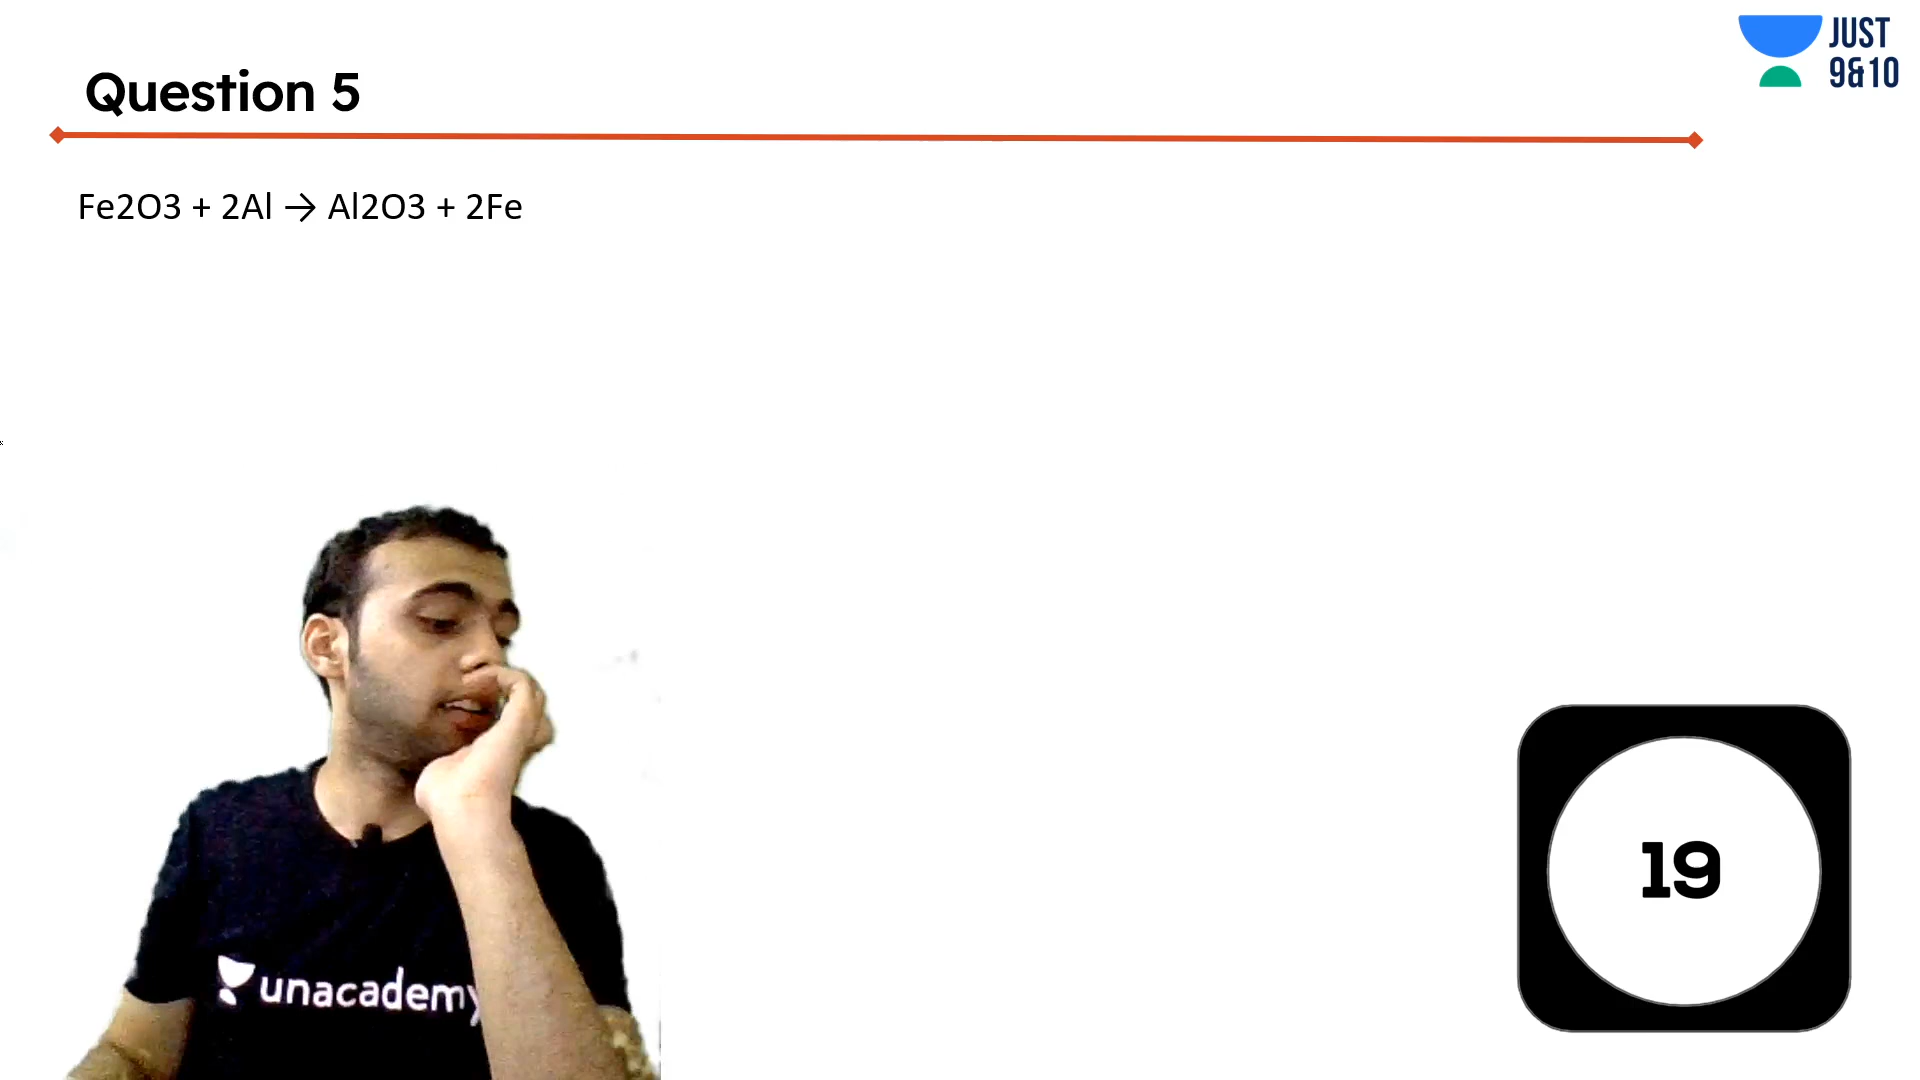 JUST
9&10
Question 5
Fe2O3 + 2Al → Al2O3 + 2Fe
unacademy
19